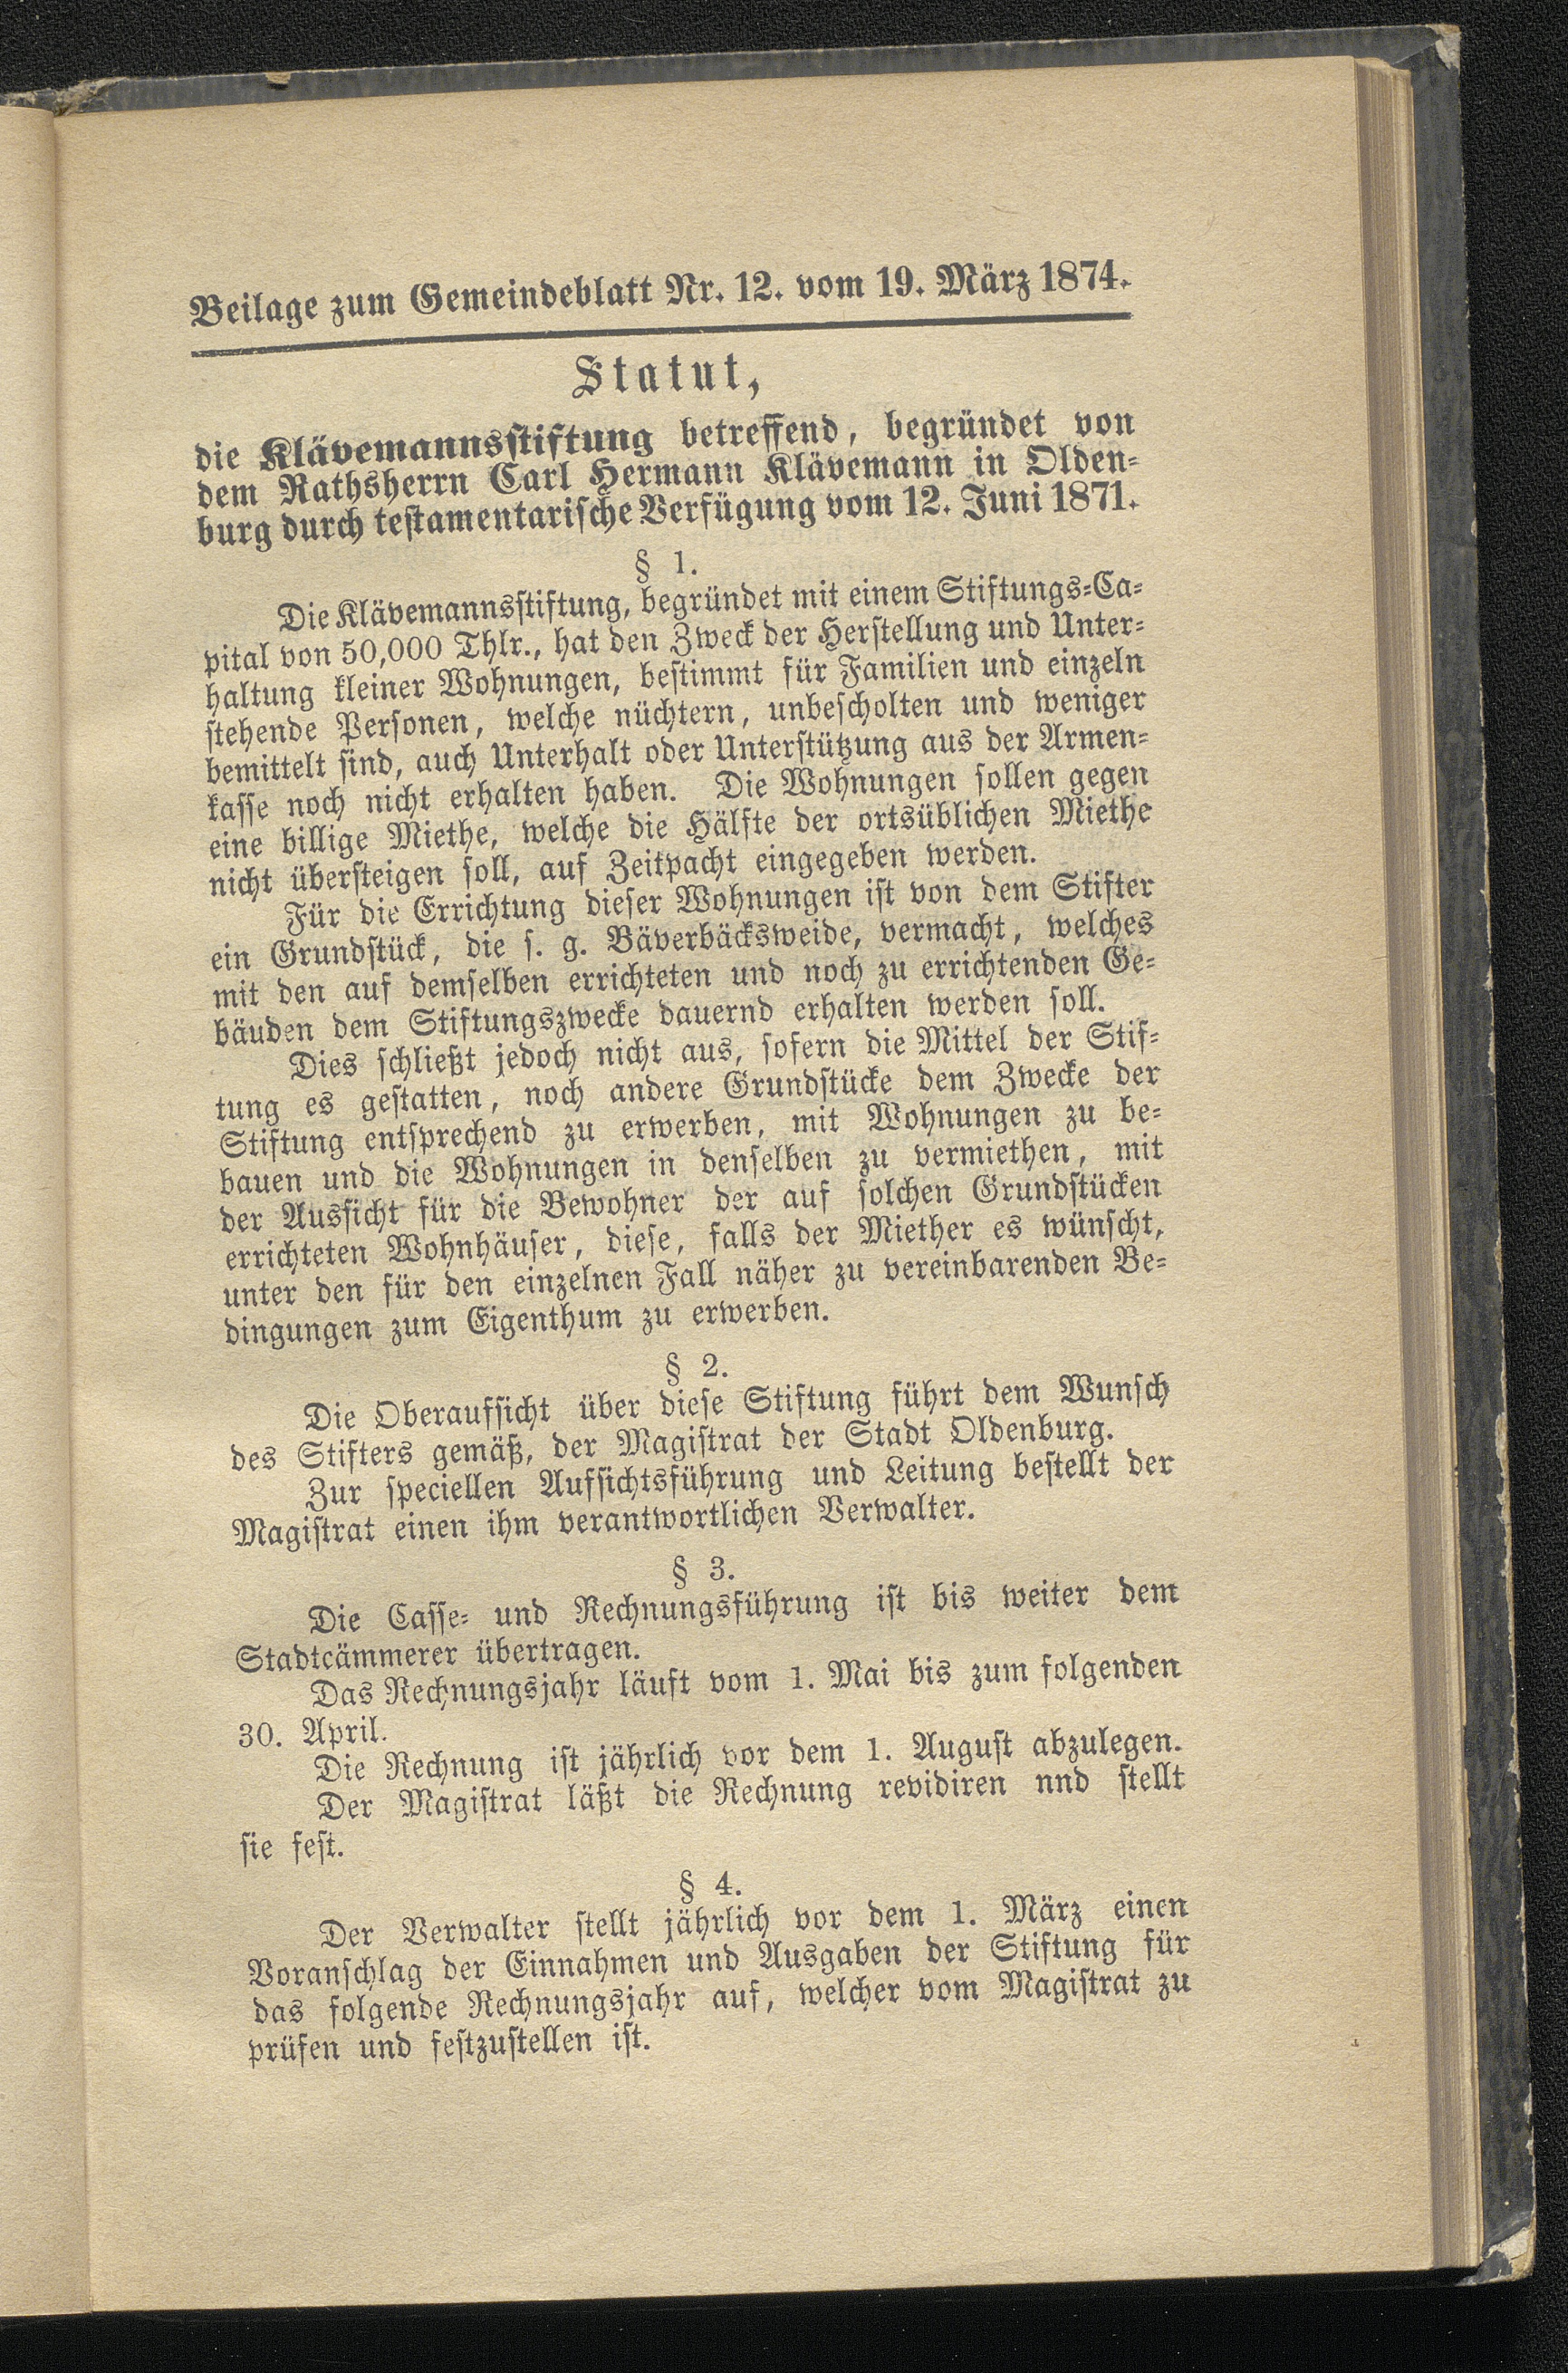 Beilage zum Gemeindeblatt Nr. 12. vom 19. März 1874.
Statut,
die Klävemannsstiftung betreffend, begründet von
dem Rathsherrn Carl Hermann Klävemann in Olden-
burg durch testamentarische Verfügung vom 12. Juni 1871.
§ 1.
Die Klävemannsstiftung, begründet mit einem Stiftungs-Ca-
pital von 50,000 Thlr., hat den Zweck der Herstellung und Unter-
haltung kleiner Wohnungen, bestimmt für Familien und einzeln
stehende Personen, welche nüchtern, unbescholten und weniger
bemittelt sind, auch Unterhalt oder Unterstützung aus der Armen-
kasse noch nicht erhalten haben. Die Wohnungen sollen gegen
eine billige Miethe, welche die Hälfte der ortsüblichen Miethe
nicht übersteigen soll, auf Zeitpacht eingegeben werden.
Für die Errichtung dieser Wohnungen ist von dem Stifter
ein Grundstück, die s. g. Bäverbäcksweide, vermacht, welches
mit den auf demselben errichteten und noch zu errichtenden Ge-
bäuden dem Stiftungszwecke dauernd erhalten werden soll.
Dies schließt jedoch nicht aus, sofern die Mittel der Stif-
tung es gestatten, noch andere Grundstücke dem Zwecke der
Stiftung entsprechend zu erwerben, mit Wohnungen zu be-
bauen und die Wohnungen in denselben zu vermiethen, mit
der Aussicht für die Bewohner der auf solchen Grundstücken
errichteten Wohnhäuser, diese, falls der Miether es wünscht,
unter den für den einzelnen Fall näher zu vereinbarenden Be-
dingungen zum Eigenthum zu erwerben.
§ 2.
Die Oberaufsicht über diese Stiftung führt dem Wunsch
des Stifters gemäß, der Magistrat der Stadt Oldenburg.
Zur speciellen Aufsichtsführung und Leitung bestellt der
Magistrat einen ihm verantwortlichen Verwalter.
§ 3.
Die Casse- und Rechnungsführung ist bis weiter dem
Stadtcämmerer übertragen.
Das Rechnungsjahr läuft vom 1. Mai bis zum folgenden
30. April.
Die Rechnung ist jährlich vor dem 1. August abzulegen.
Der Magistrat läßt die Rechnung revidiren nnd stellt
sie fest.
§ 4.
Der Verwalter stellt jährlich vor dem 1. März einen
Voranschlag der Einnahmen und Ausgaben der Stiftung für
das folgende Rechnungsjahr auf, welcher vom Magistrat zu
prüfen und festzustellen ist.